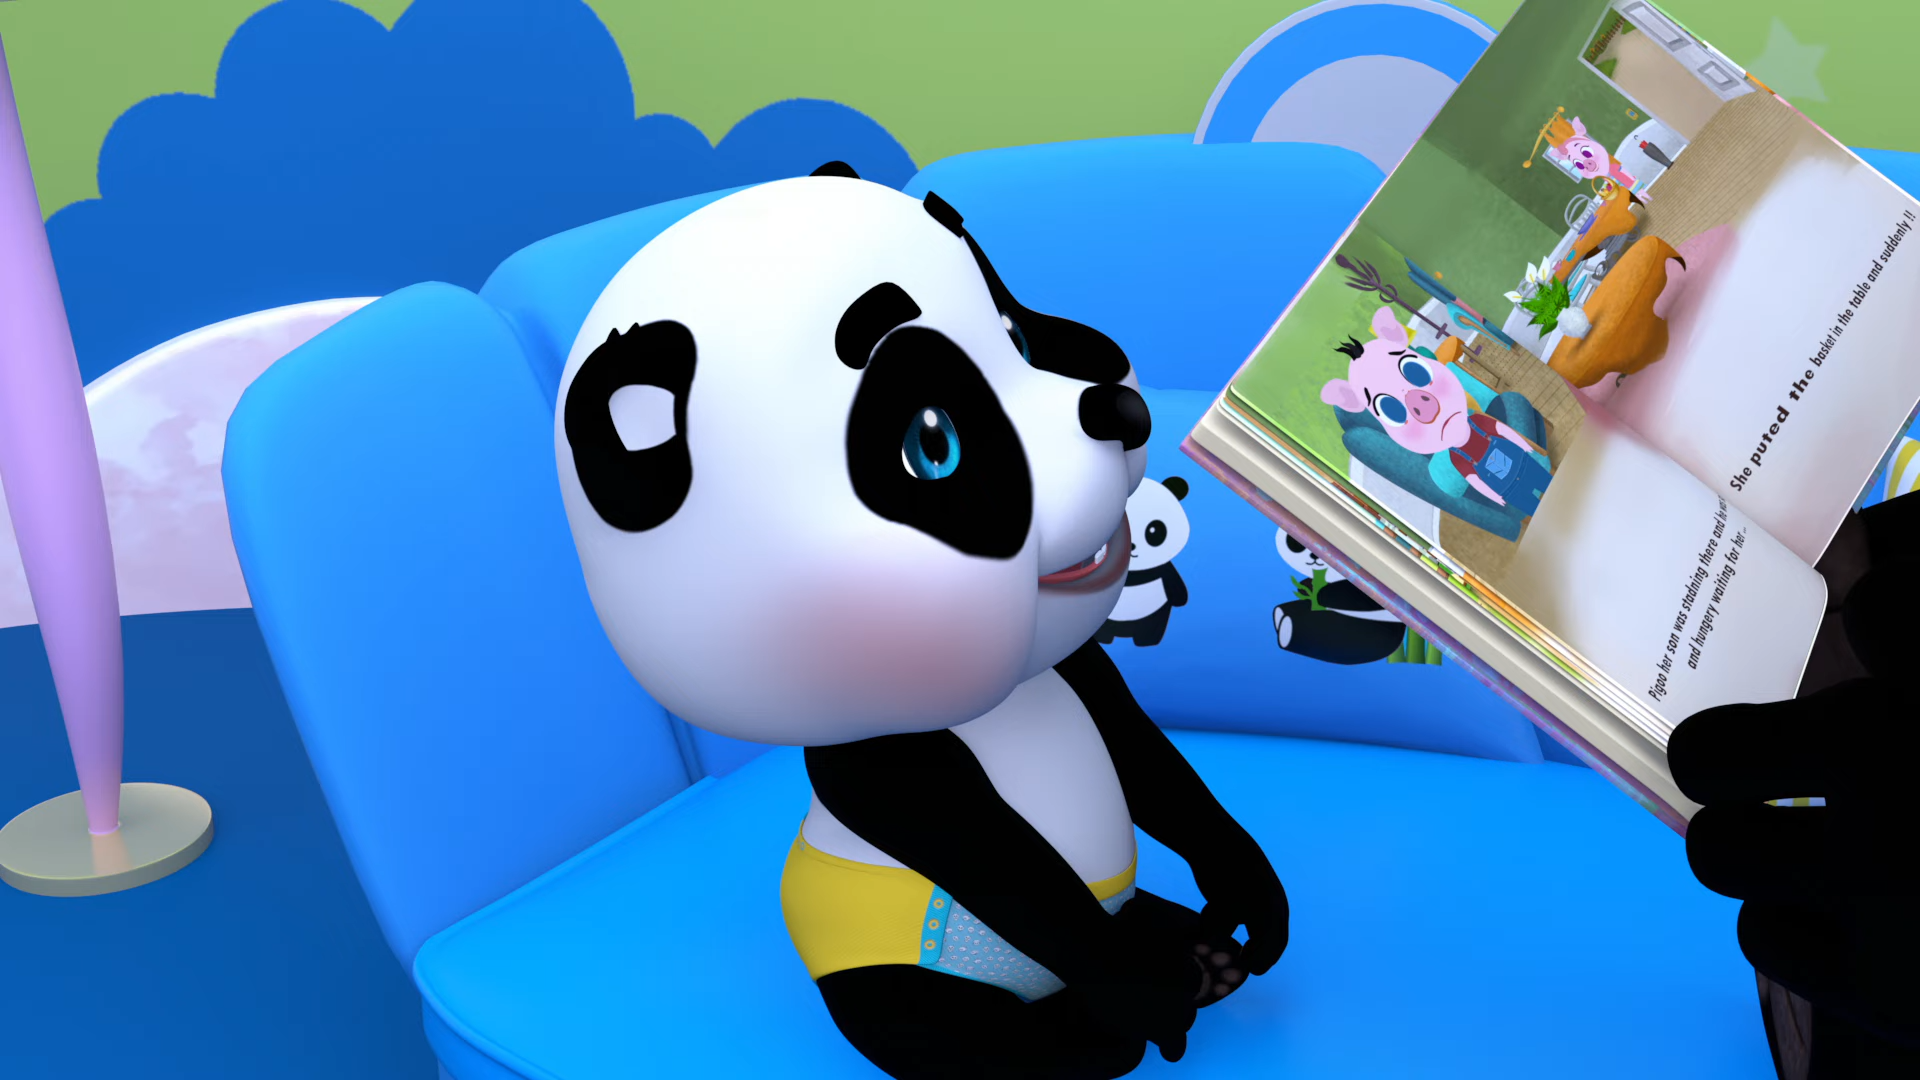 Pigoo her son was stadning there and he was
and hungery waiting for her...
She puted the basket in the table and suddenly !!